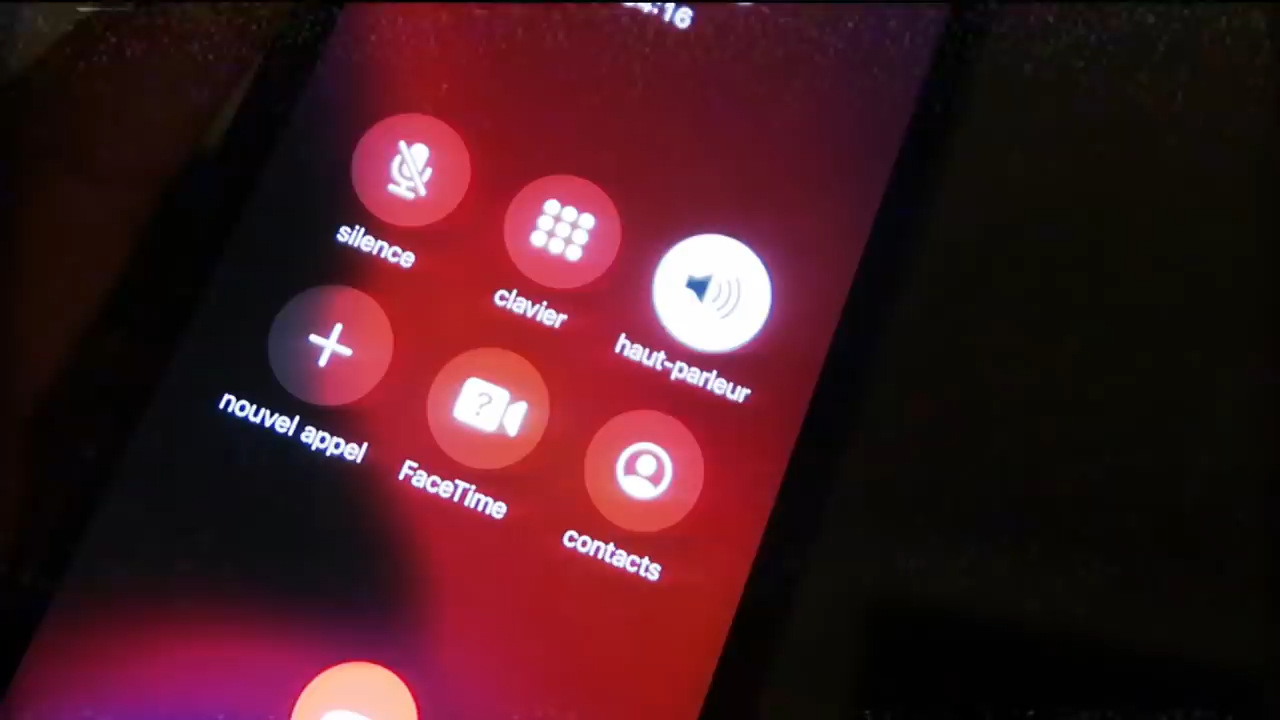 silence
clavier
haut-parleur
nouvel appel
FaceTime
contacts